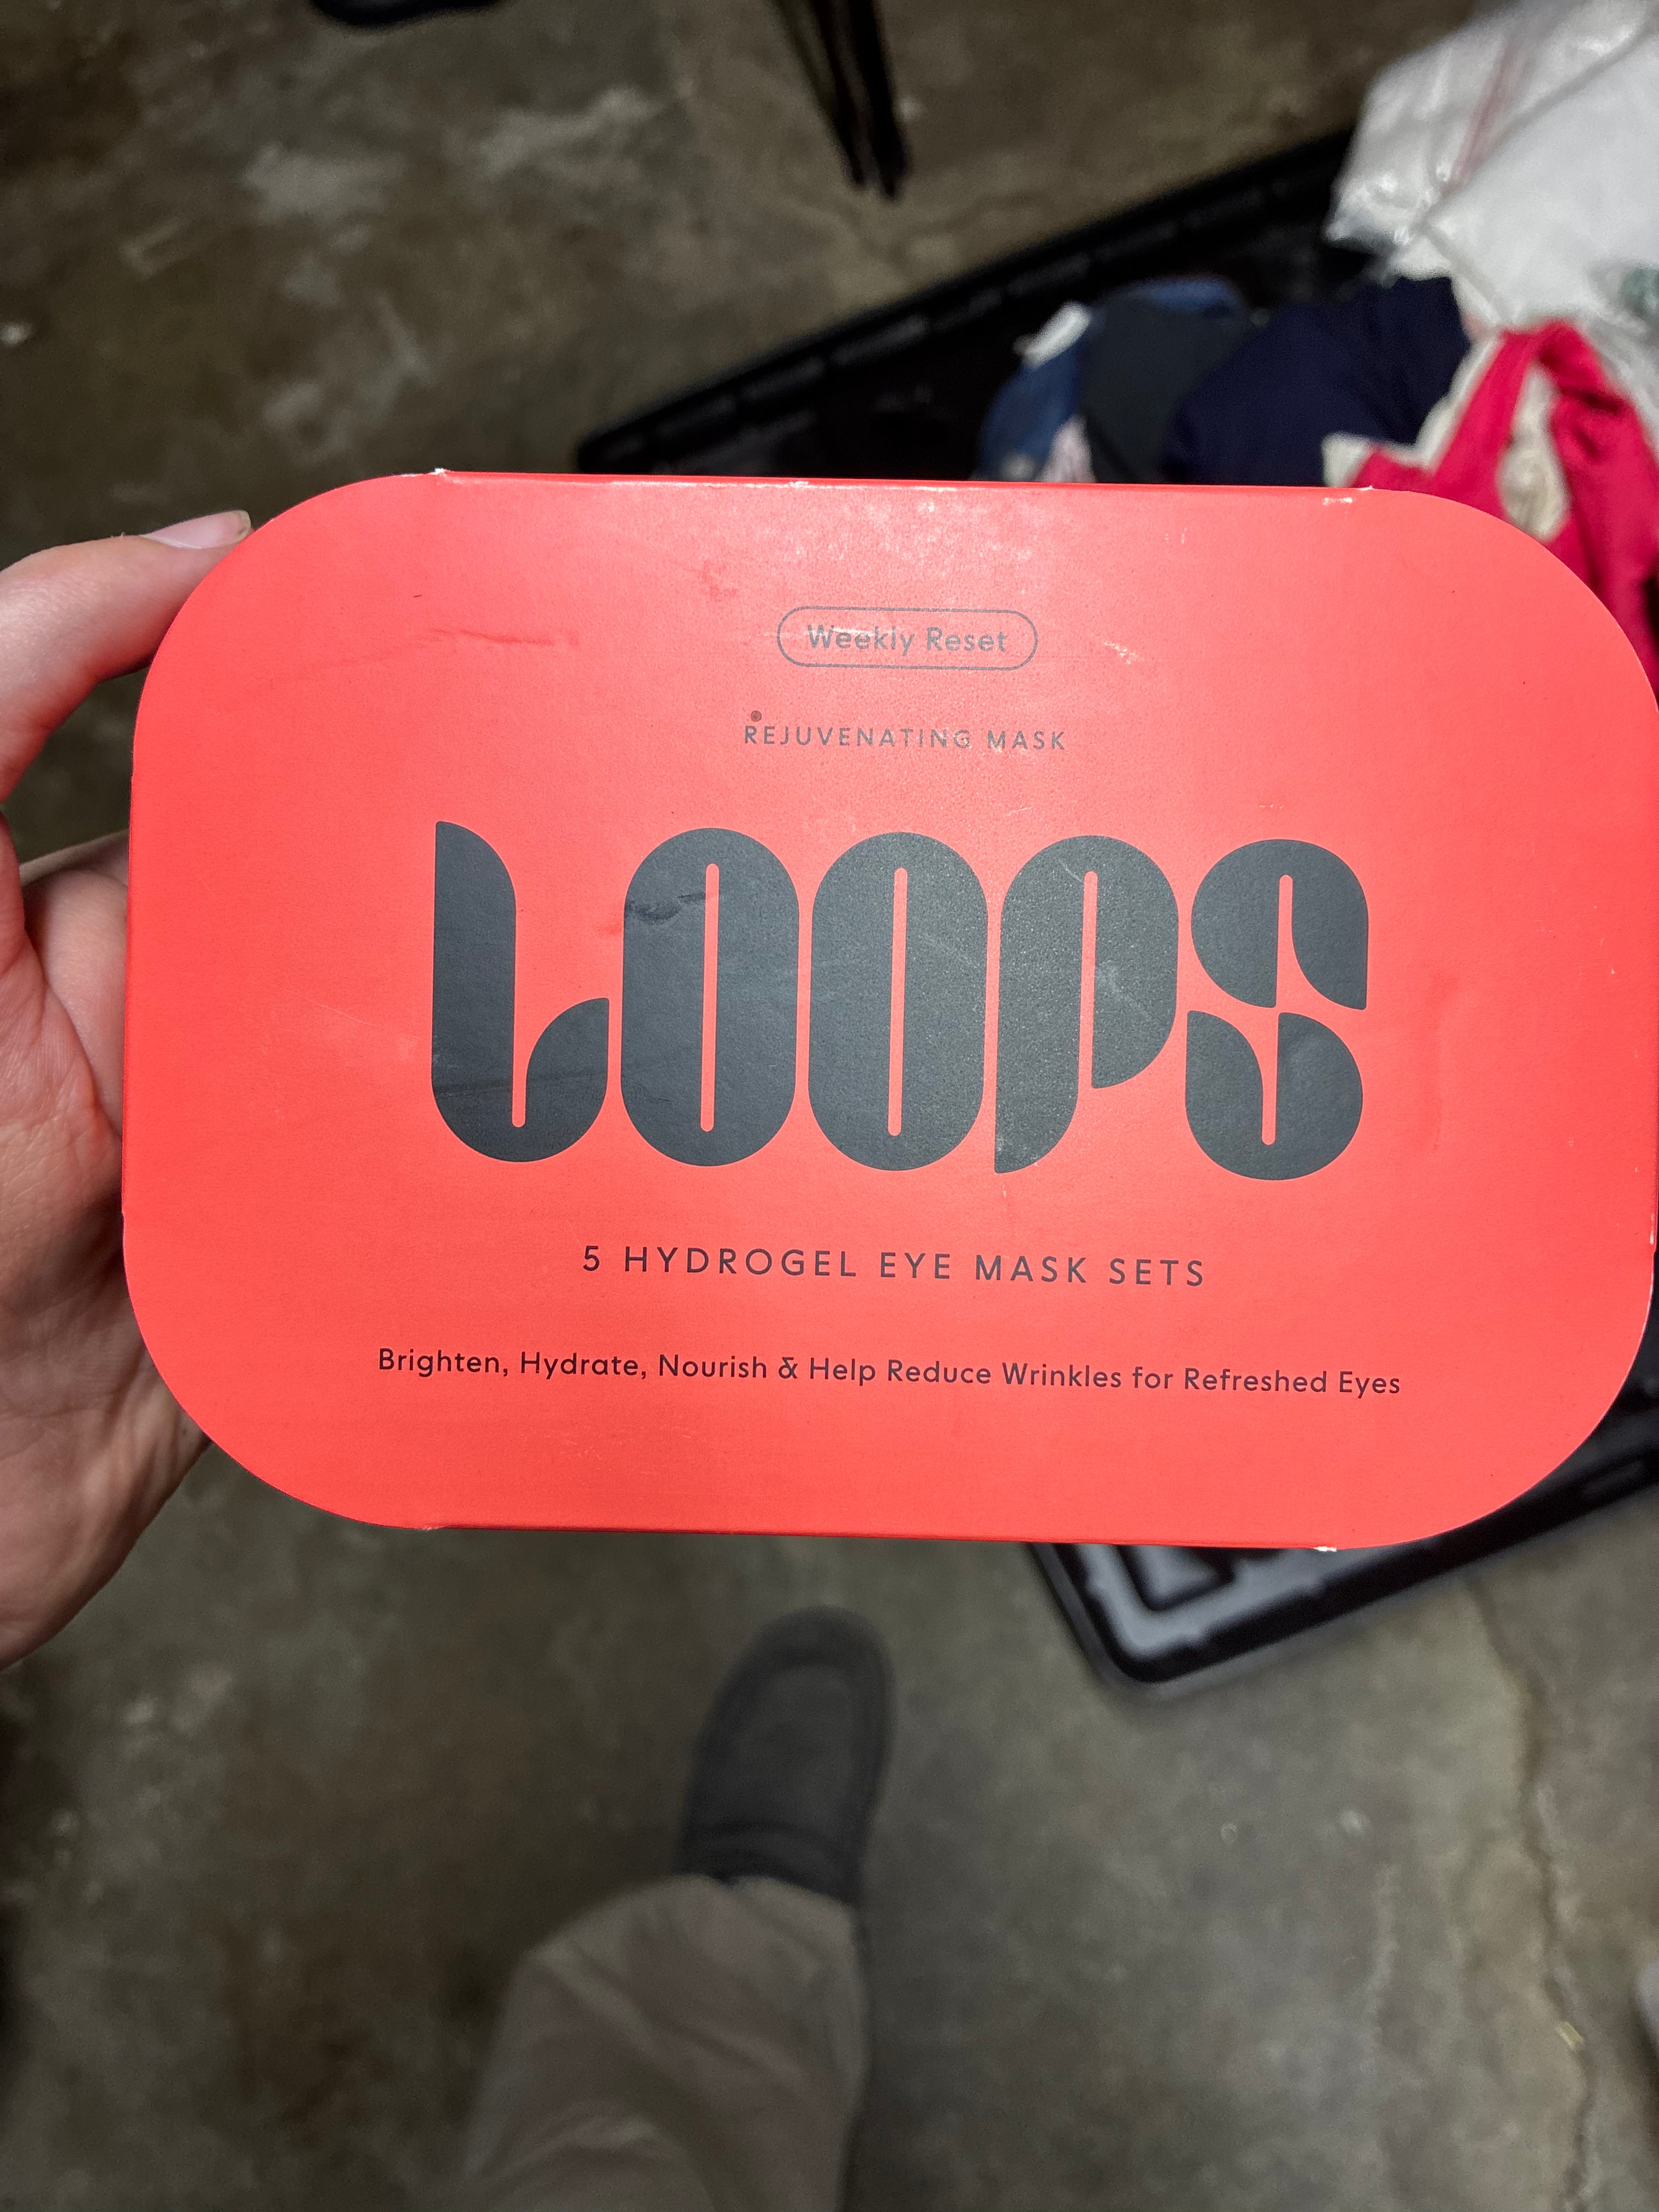 Weekly Reset
REJUVENATING MASK
LOOPS
5 HYDROGEL EYE MASK SETS
Brighten, Hydrate, Nourish & Help Reduce Wrinkles for Refreshed Eyes